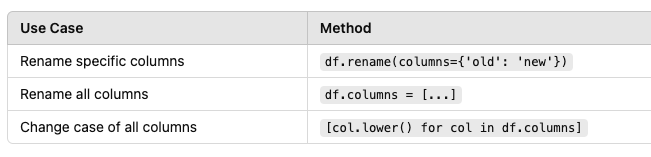 Use Case Method
Rename specific columns df.rename(columns={'old': 'new'})
Rename all columns df.columns = [...]
Change case of all columns [col.lower() for col in df.columns]